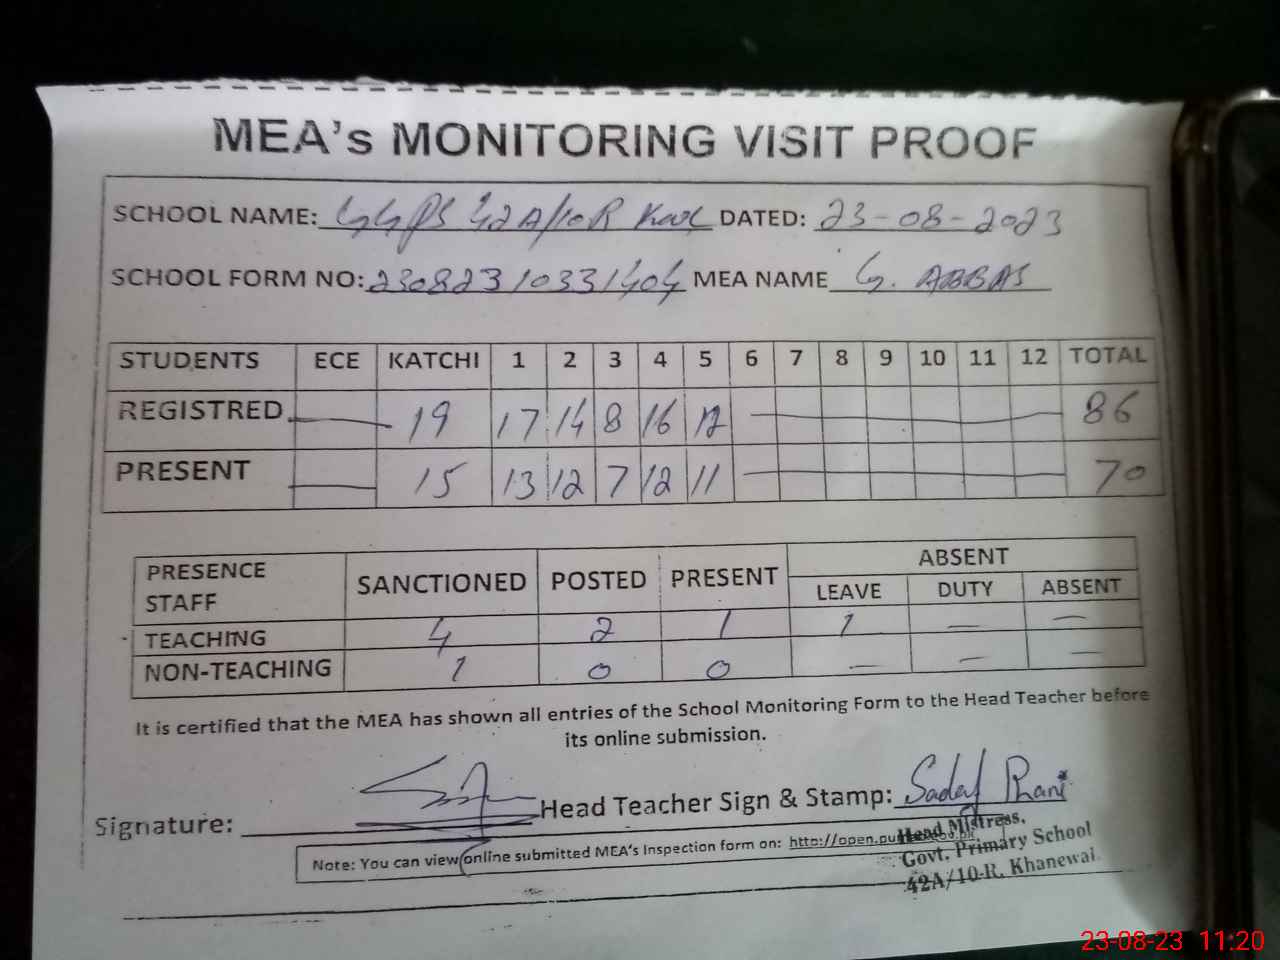 MEA's MONITORING VISIT PROOF
SCHOOL NAME: GGPS 42A/10R Kwl DATED: 23-08-2023
SCHOOL FORM NO: 23082310331404 MEA NAME G. ABBAS
STUDENTS ECE KATCHI 1 2 3 4 5 6 7 8 9 10 11 12 TOTAL
REGISTRED — 19 17 14 8 16 12 — 86
PRESENT — 15 13 12 7 12 11 — 70
PRESENCE STAFF SANCTIONED POSTED PRESENT ABSENT
LEAVE DUTY ABSENT
TEACHING 4 2 1 1 — —
NON-TEACHING 1 0 0 — — —
It is certified that the MEA has shown all entries of the School Monitoring Form to the Head Teacher before
its online submission.
Signature: Head Teacher Sign & Stamp: Sadaf
Note: You can view online submitted MEA's Inspection form on: http://open.
Head Mistress,
Govt. Primary School
42A/10-R, Khanewal.
23-08-23 11:20